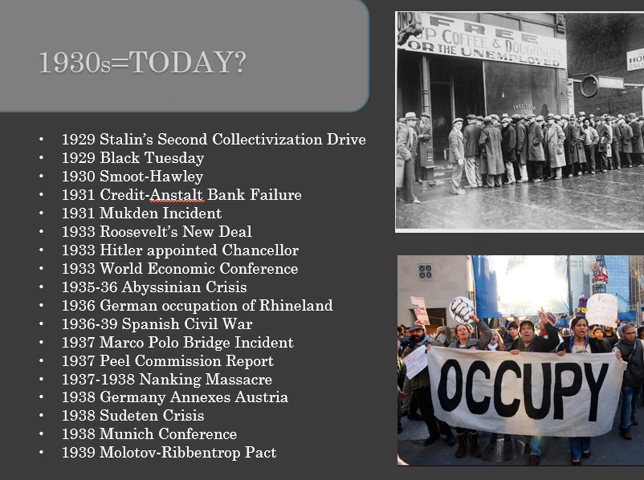 1930s=TODAY?
• 1929 Stalin's Second Collectivization Drive
• 1929 Black Tuesday
• 1930 Smoot-Hawley
• 1931 Credit-Anstalt Bank Failure
• 1931 Mukden Incident
• 1933 Roosevelt's New Deal
• 1933 Hitler appointed Chancellor
• 1933 World Economic Conference
• 1935-36 Abyssinian Crisis
• 1936 German occupation of Rhineland
• 1936-39 Spanish Civil War
• 1937 Marco Polo Bridge Incident
• 1937 Peel Commission Report
• 1937-1938 Nanking Massacre
• 1938 Germany Annexes Austria
• 1938 Sudeten Crisis
• 1938 Munich Conference
• 1939 Molotov-Ribbentrop Pact
FREE
UP COFFEE & DOUGHNUTS
FOR THE UNEMPLOYED
OCCUPY